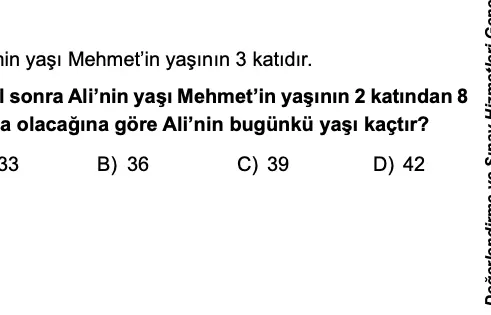 nin yaşı Mehmet’in yaşının 3 katıdır.
l sonra Ali’nin yaşı Mehmet’in yaşının 2 katından 8
a olacağına göre Ali’nin bugünkü yaşı kaçtır?
33 B) 36 C) 39 D) 42
Değerlendirme ve Sınav Hizmetleri Gene